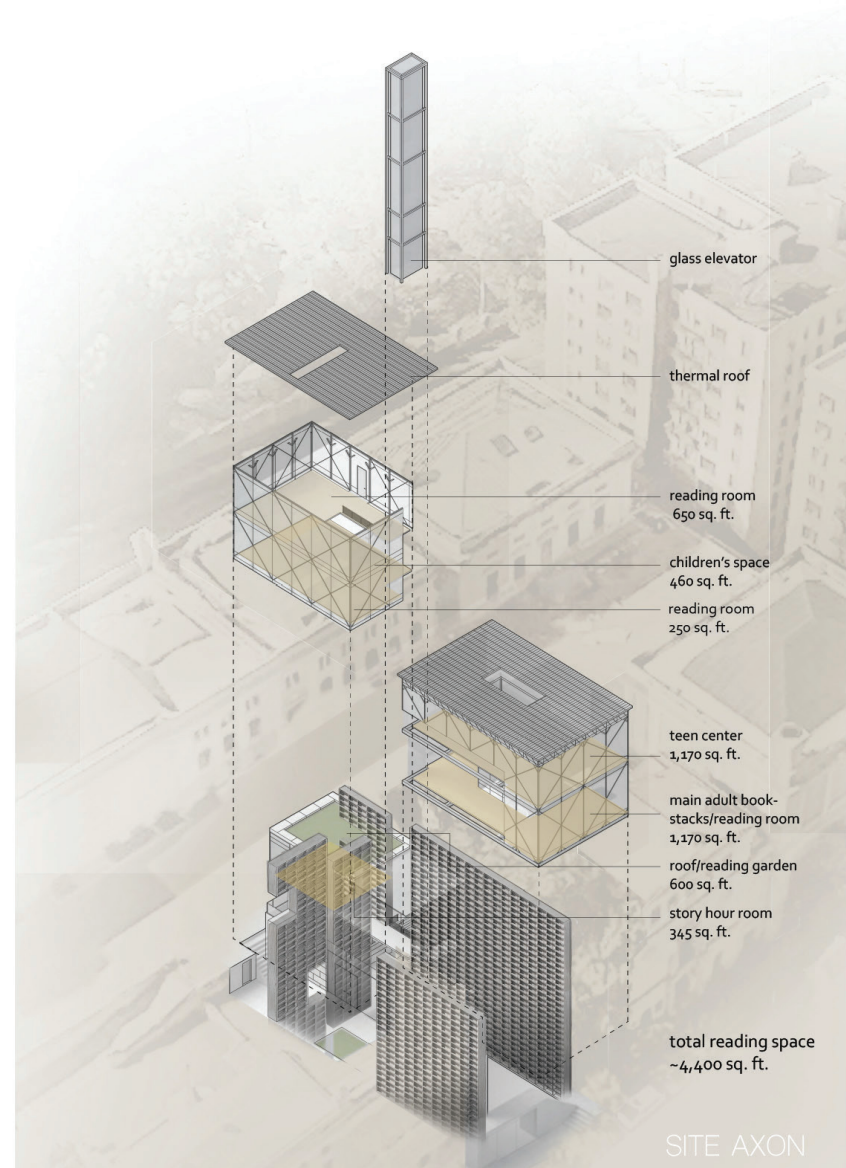 glass elevator
thermal roof
reading room
650 sq. ft.
children's space
460 sq. ft.
reading room
250 sq. ft.
teen center
1,170 sq. ft.
main adult book-
stacks/reading room
1,170 sq. ft.
roof/reading garden
600 sq. ft.
story hour room
345 sq. ft.
total reading space
~4,400 sq. ft.
SITE AXON